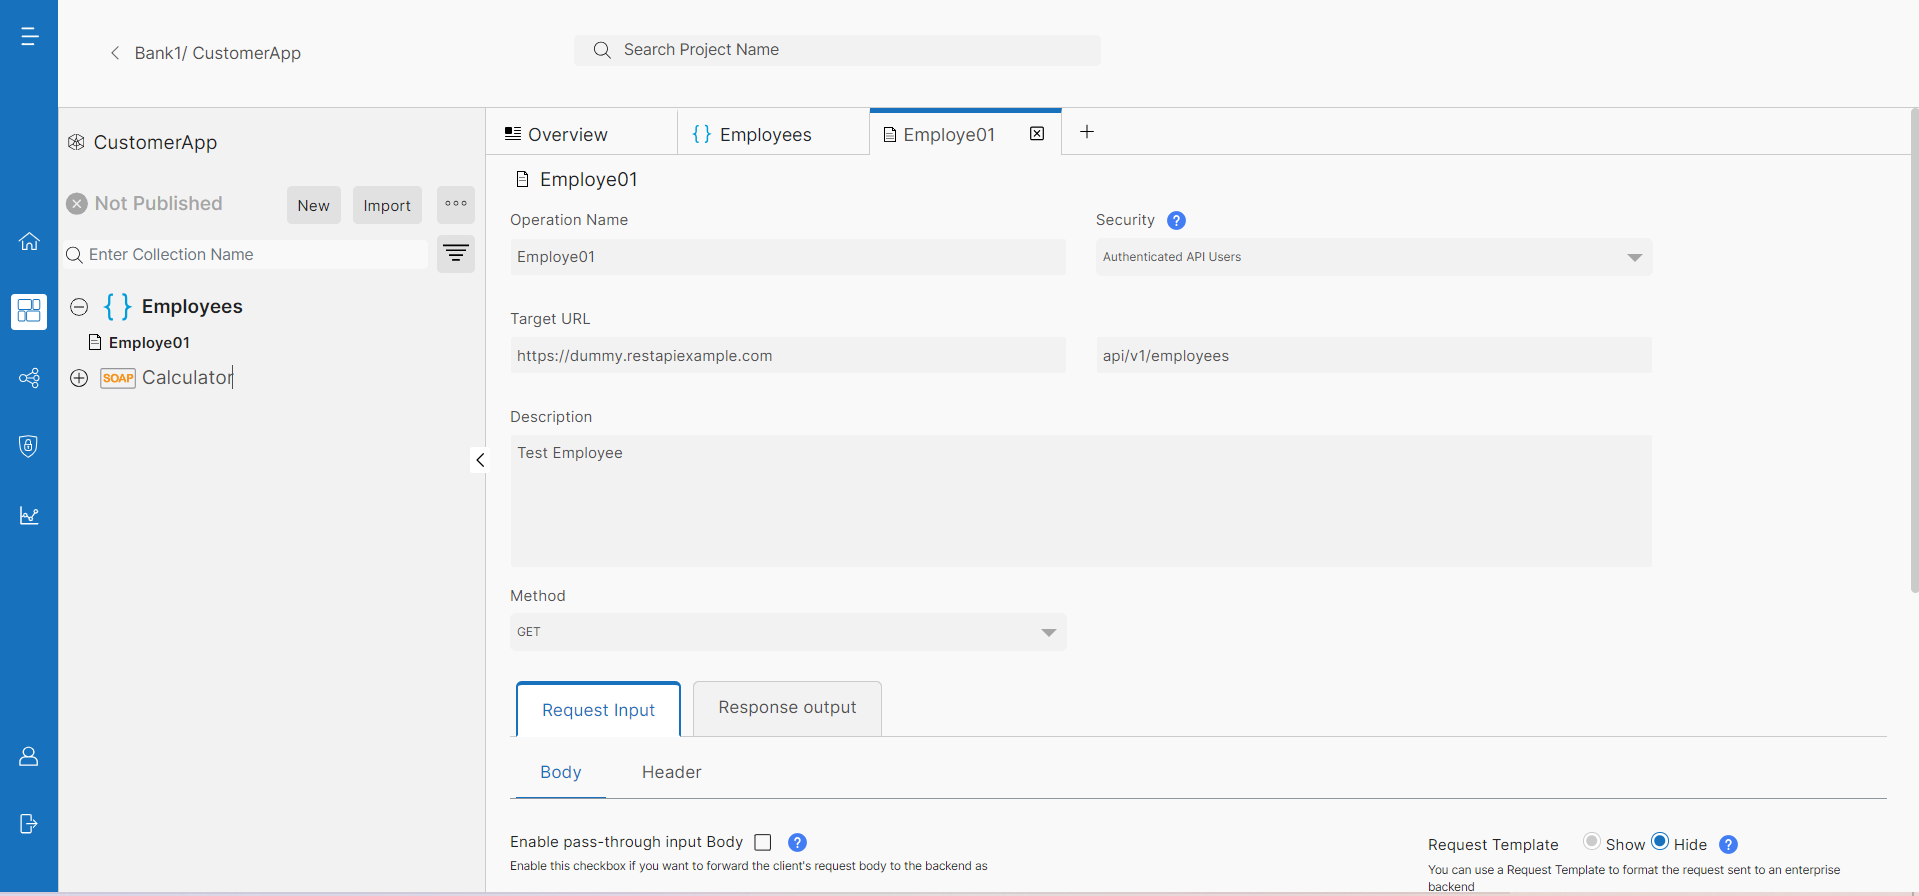 Bank1/ CustomerApp
Search Project Name
CustomerApp
Not Published
New
Import
Enter Collection Name
Employees
Employe01
SOAP Calculator
Overview
Employees
Employe01
Employe01
Operation Name
Security ?
Employe01
Authenticated API Users
Target URL
https://dummy.restapiexample.com
api/v1/employees
Description
Test Employee
Method
GET
Request Input
Response output
Body
Header
Enable pass-through input Body ?
Enable this checkbox if you want to forward the client's request body to the backend as
Request Template Show Hide ?
You can use a Request Template to format the request sent to an enterprise
backend